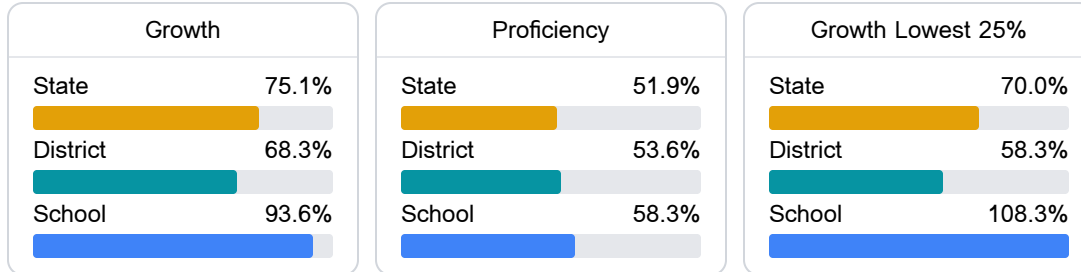 Growth
State 75.1%
District 68.3%
School 93.6%
Proficiency
State 51.9%
District 53.6%
School 58.3%
Growth Lowest 25%
State 70.0%
District 58.3%
School 108.3%